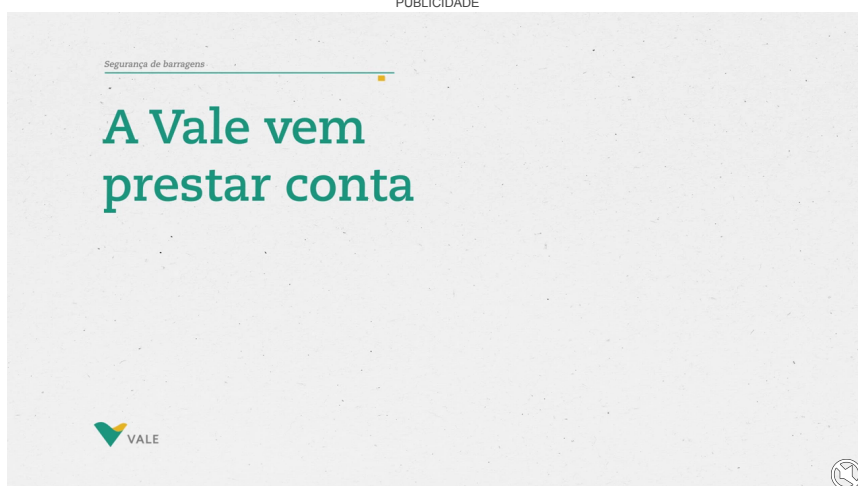 PUBLICIDADE
Segurança de barragens
A Vale vem
prestar conta
VALE